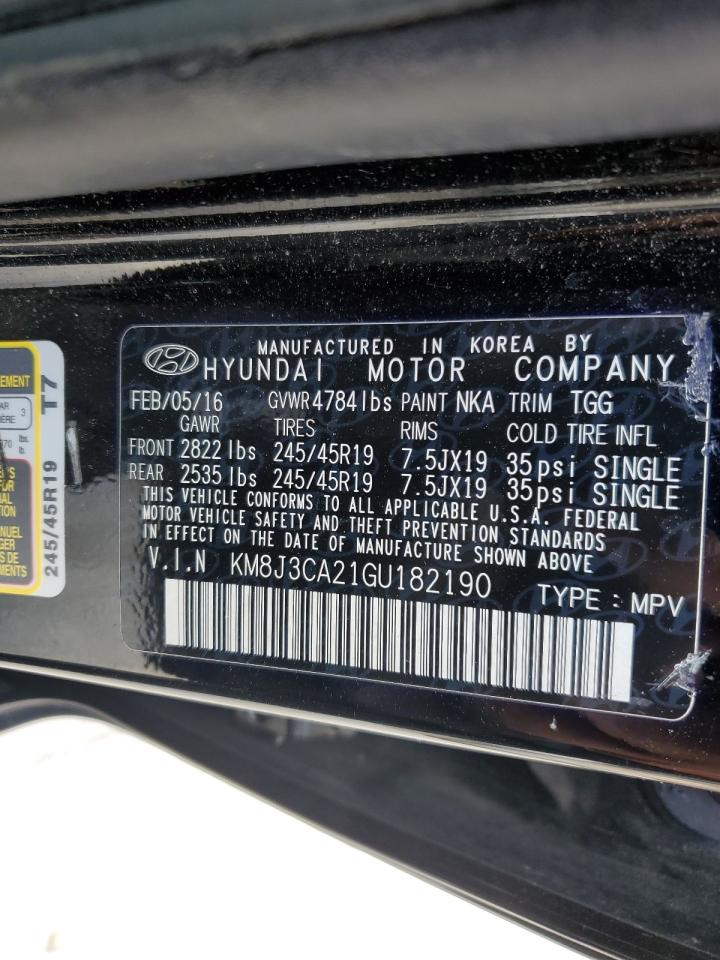 MANUFACTURED IN KOREA BY
HYUNDAI MOTOR COMPANY
FEB/05/16 GVWR 4784 lbs PAINT NKA TRIM TGG
GAWR TIRES RIMS COLD TIRE INFL
FRONT 2822 lbs 245/45R19 7.5JX19 35psi SINGLE
REAR 2535 lbs 245/45R19 7.5JX19 35psi SINGLE
THIS VEHICLE CONFORMS TO ALL APPLICABLE U.S.A. FEDERAL
MOTOR VEHICLE SAFETY AND THEFT PREVENTION STANDARDS
IN EFFECT ON THE DATE OF MANUFACTURE SHOWN ABOVE
V.I.N KM8J3CA21GU182190 TYPE : MPV
245/45R19 T7
3
lbs.